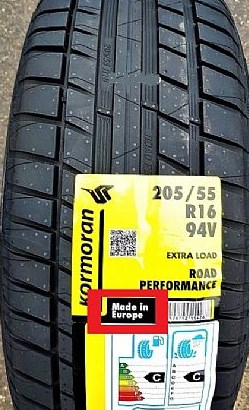 kormoran
205/55
R16
94V
EXTRA LOAD
ROAD
PERFORMANCE
Made in
Europe
C
C